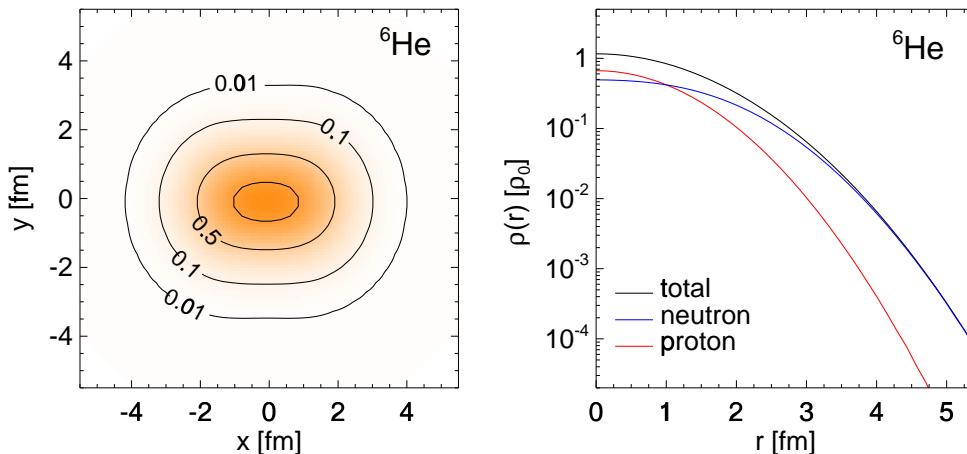 ⁶He
0.01
0.1
0.5
0.1
0.01
4
2
0
-2
-4
y [fm]
-4 -2 0 2 4
x [fm]
⁶He
1
10⁻¹
10⁻²
10⁻³
10⁻⁴
ρ(r) [ρ₀]
total
neutron
proton
0 1 2 3 4 5
r [fm]